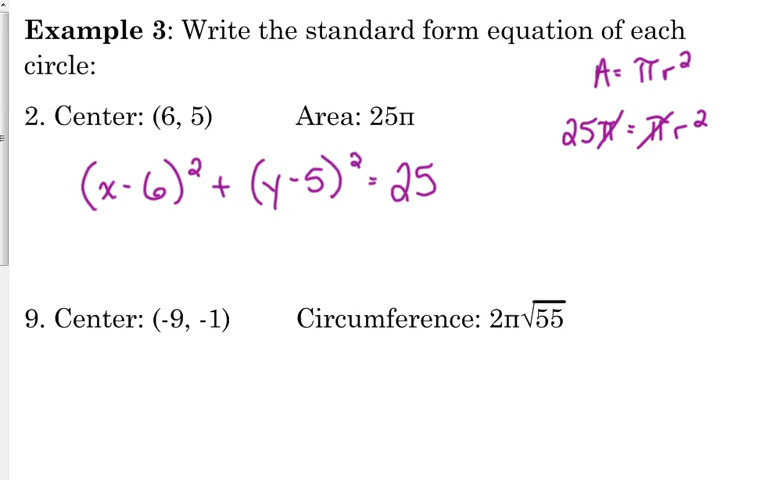 Example 3: Write the standard form equation of each
circle:
A = πr²
2. Center: (6, 5) Area: 25π
25π = πr²
(x - 6)² + (y - 5)² = 25
9. Center: (-9, -1) Circumference: 2π√55